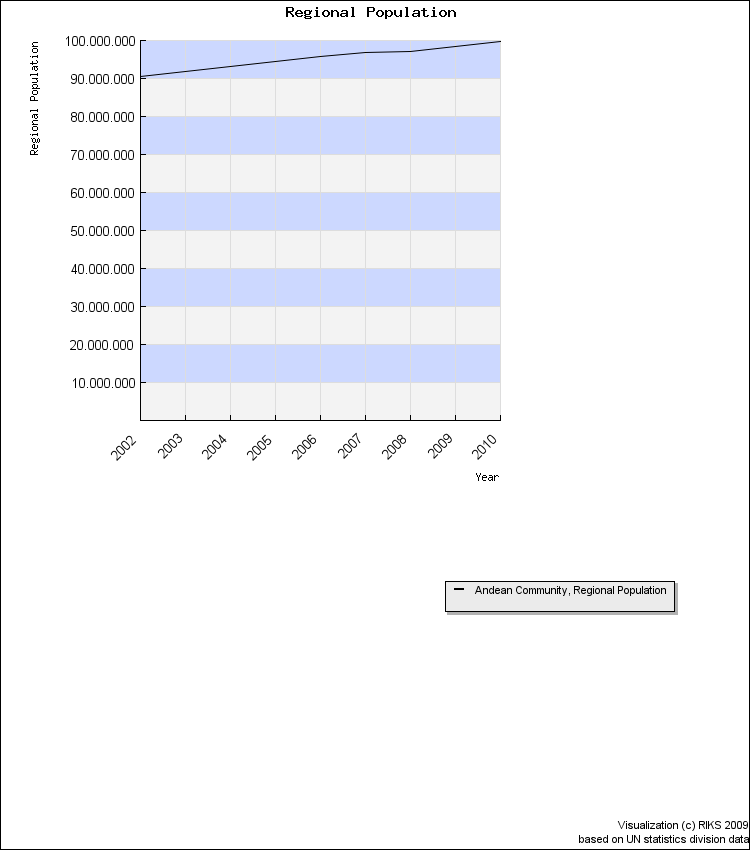 Regional Population
Regional Population
100.000.000
90.000.000
80.000.000
70.000.000
60.000.000
50.000.000
40.000.000
30.000.000
20.000.000
10.000.000
2002 2003 2004 2005 2006 2007 2008 2009 2010
Year
Andean Community, Regional Population
Visualization (c) RIKS 2009
based on UN statistics division data